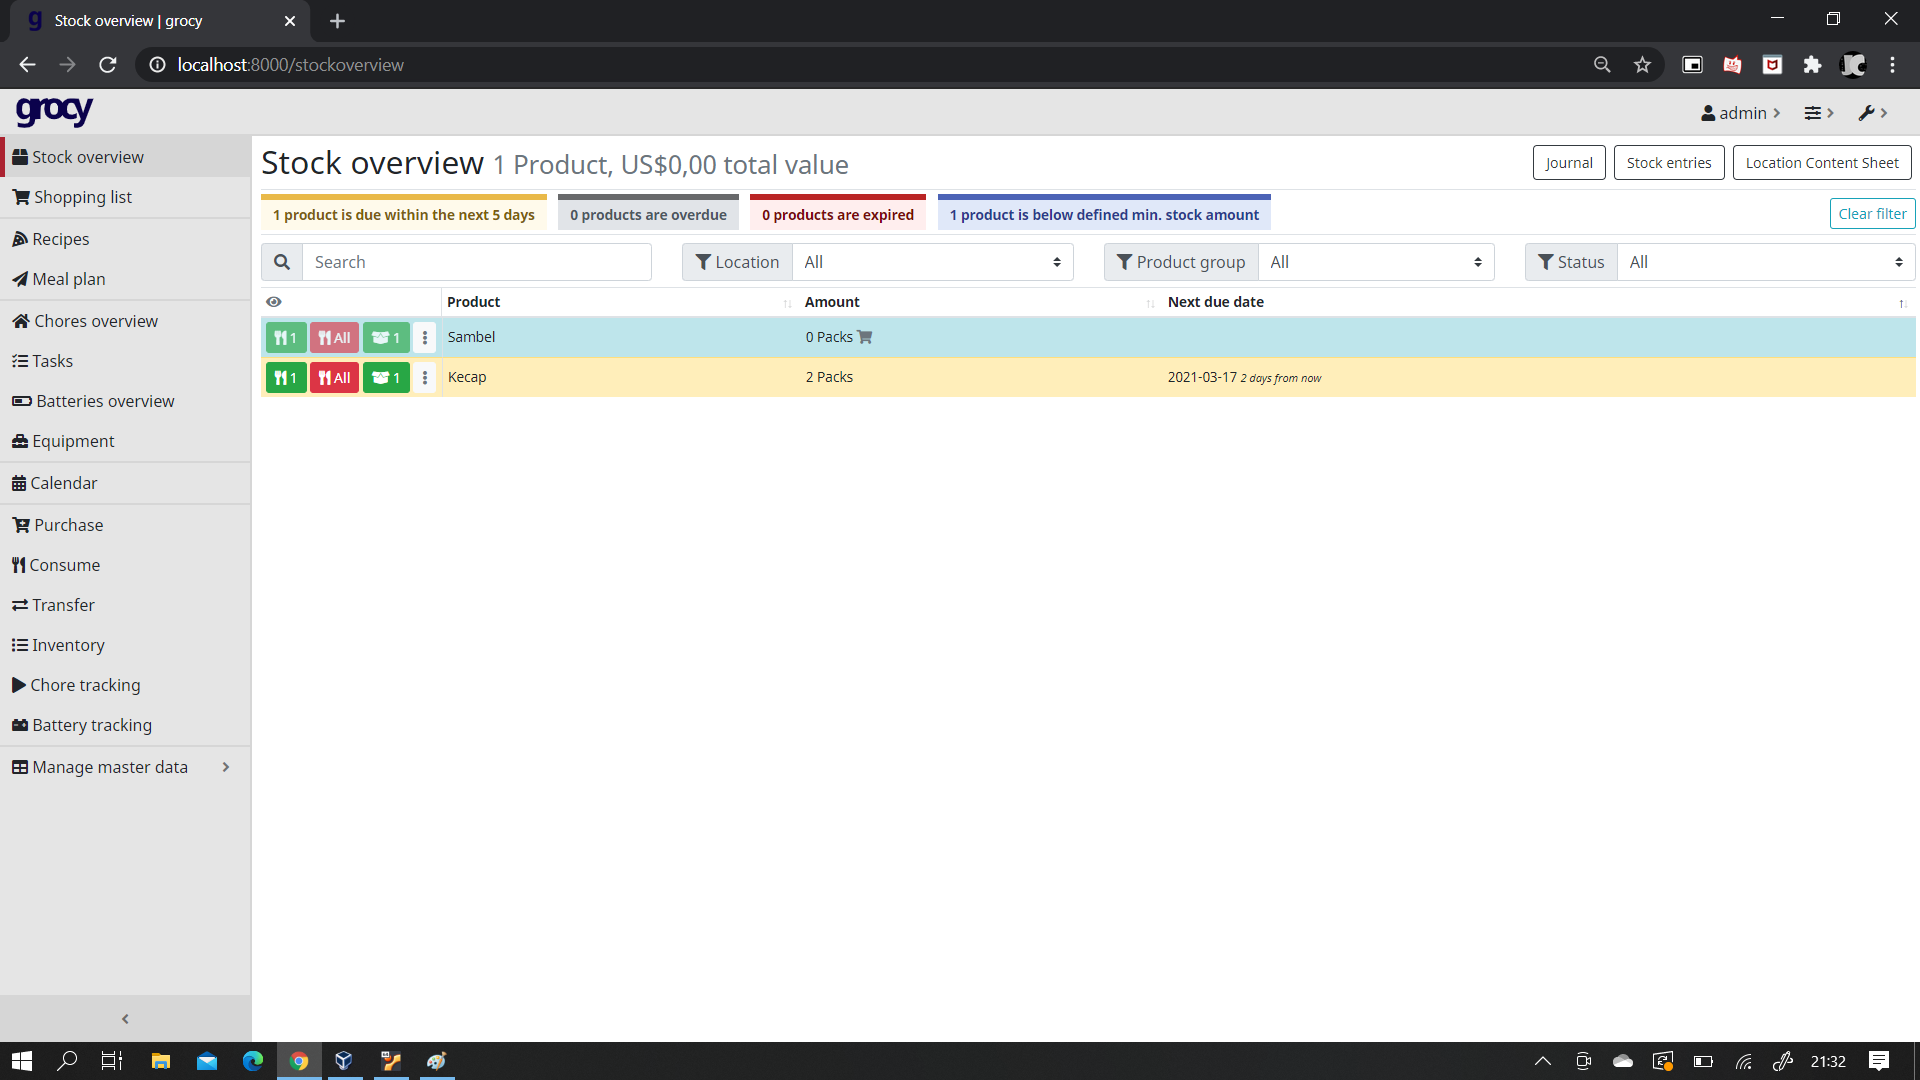 Stock overview | grocy
localhost:8000/stockoverview
grocy
admin
Stock overview
Shopping list
Recipes
Meal plan
Chores overview
Tasks
Batteries overview
Equipment
Calendar
Purchase
Consume
Transfer
Inventory
Chore tracking
Battery tracking
Manage master data
Stock overview 1 Product, US$0,00 total value
Journal
Stock entries
Location Content Sheet
1 product is due within the next 5 days
0 products are overdue
0 products are expired
1 product is below defined min. stock amount
Clear filter
Search
Location All
Product group All
Status All
Product Amount Next due date
1 All 1 Sambel 0 Packs
1 All 1 Kecap 2 Packs 2021-03-17 2 days from now
21:32